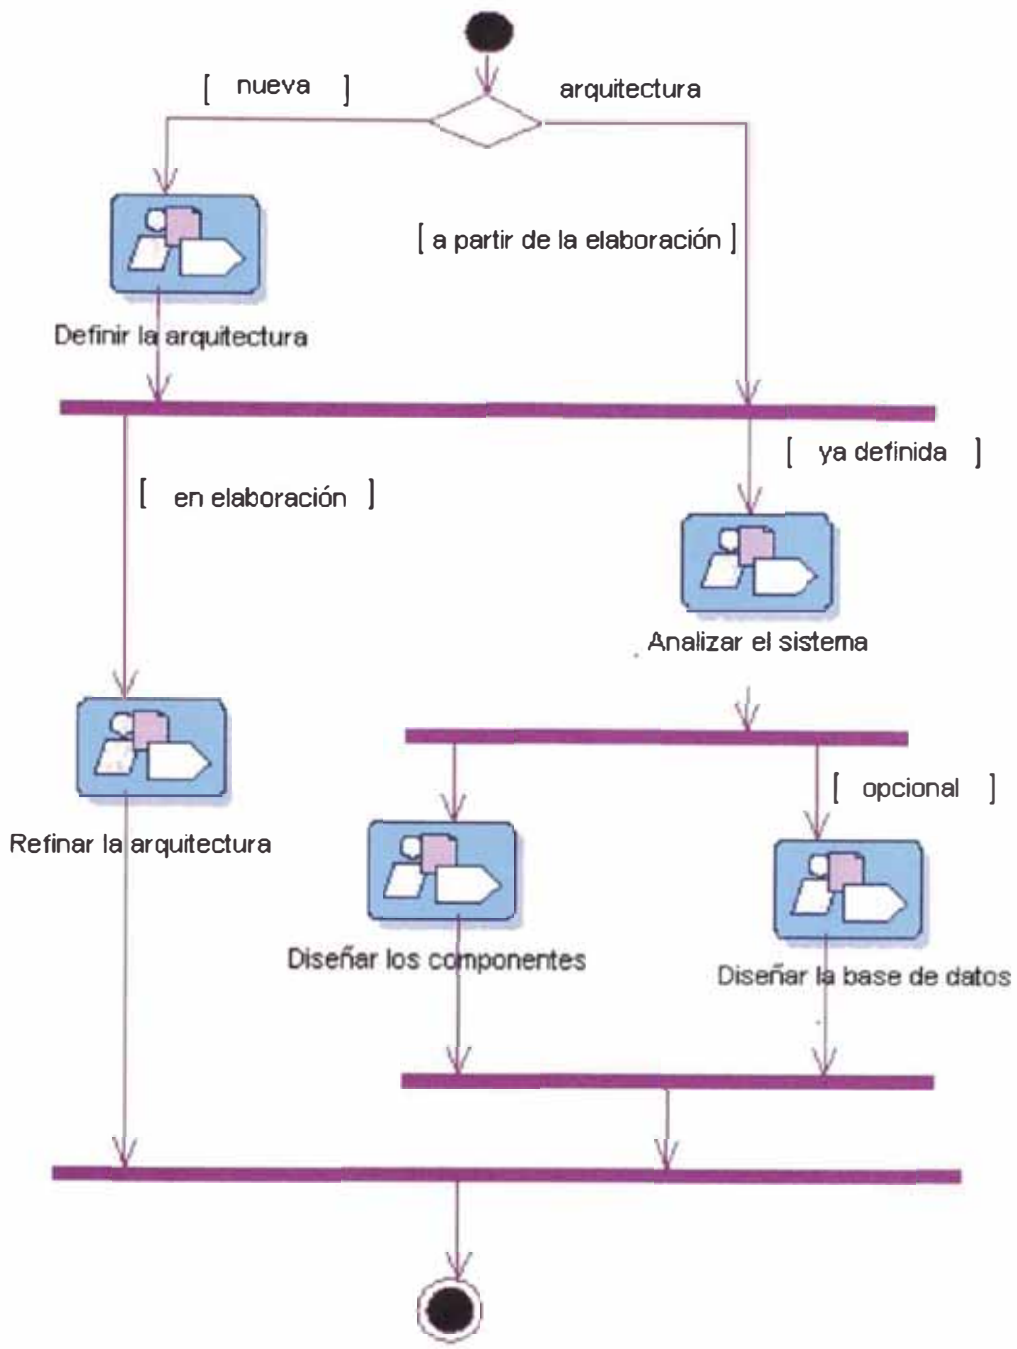 [ nueva ]
arquitectura
[ a partir de la elaboración ]
Definir la arquitectura
[ ya definida ]
[ en elaboración ]
Analizar el sistema
[ opcional ]
Refinar la arquitectura
Diseñar los componentes
Diseñar la base de datos